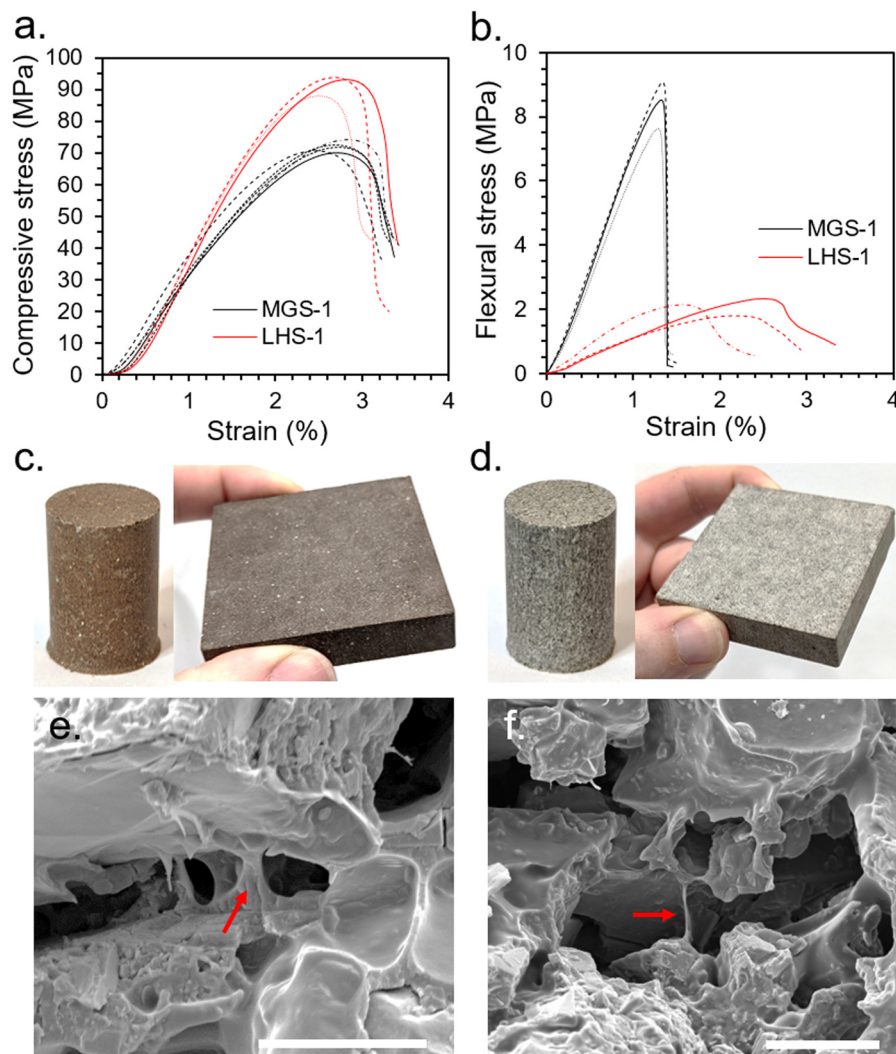 a.
b.
Compressive stress (MPa)
100
90
80
70
60
50
40
30
20
10
0
MGS-1
LHS-1
0
1
2
3
4
Strain (%)
Flexural stress (MPa)
10
8
6
4
2
0
MGS-1
LHS-1
0
1
2
3
4
Strain (%)
c.
d.
e.
f.